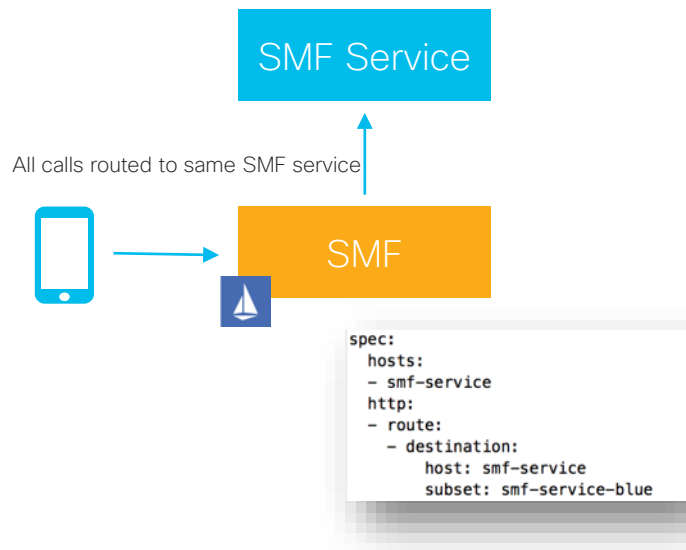 SMF Service
All calls routed to same SMF service
SMF
spec:
  hosts:
  - smf-service
  http:
  - route:
    - destination:
        host: smf-service
        subset: smf-service-blue